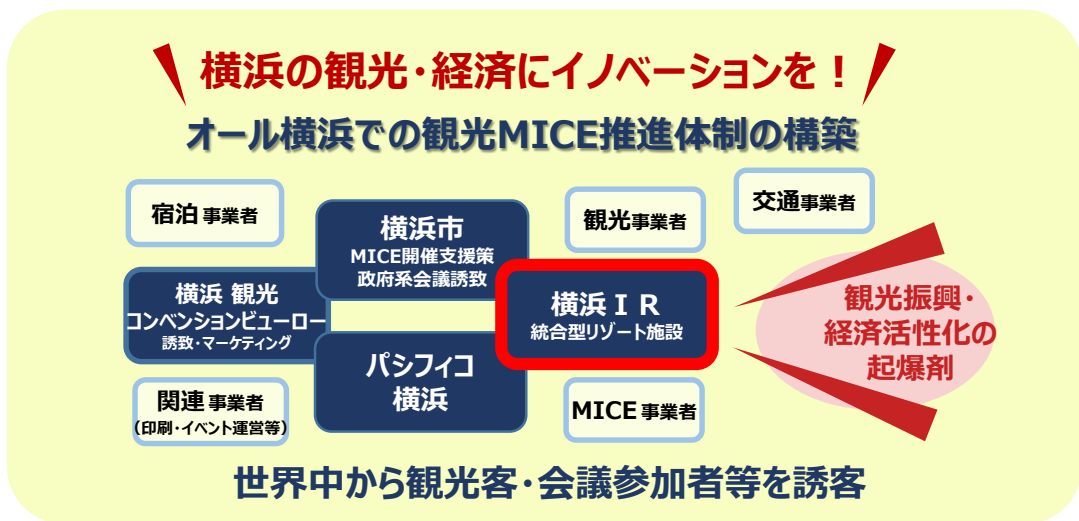 横浜の観光・経済にイノベーションを！
オール横浜での観光MICE推進体制の構築
宿泊 事業者
横浜市
MICE開催支援策
政府系会議誘致
観光事業者
交通事業者
横浜 観光
コンベンションビューロー
誘致・マーケティング
横浜 ＩＲ
統合型リゾート施設
観光振興・
経済活性化の
起爆剤
パシフィコ
横浜
関連 事業者
（印刷・イベント運営等）
MICE 事業者
世界中から観光客・会議参加者等を誘客